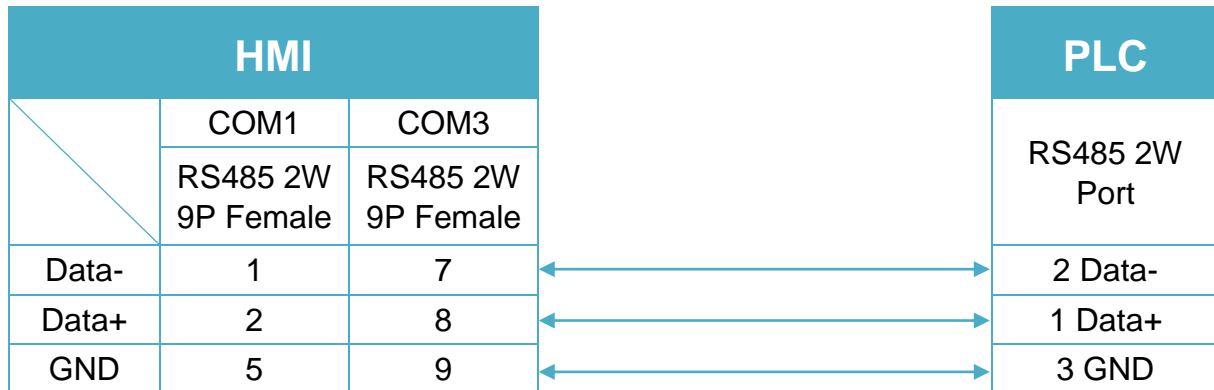 HMI PLC
COM1 COM3
RS485 2W RS485 2W RS485 2W
9P Female 9P Female Port
Data- 1 7 2 Data-
Data+ 2 8 1 Data+
GND 5 9 3 GND